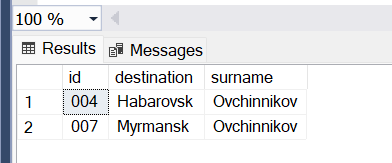 100 %
Results Messages
id destination surname
1 004 Habarovsk Ovchinnikov
2 007 Myrmansk Ovchinnikov